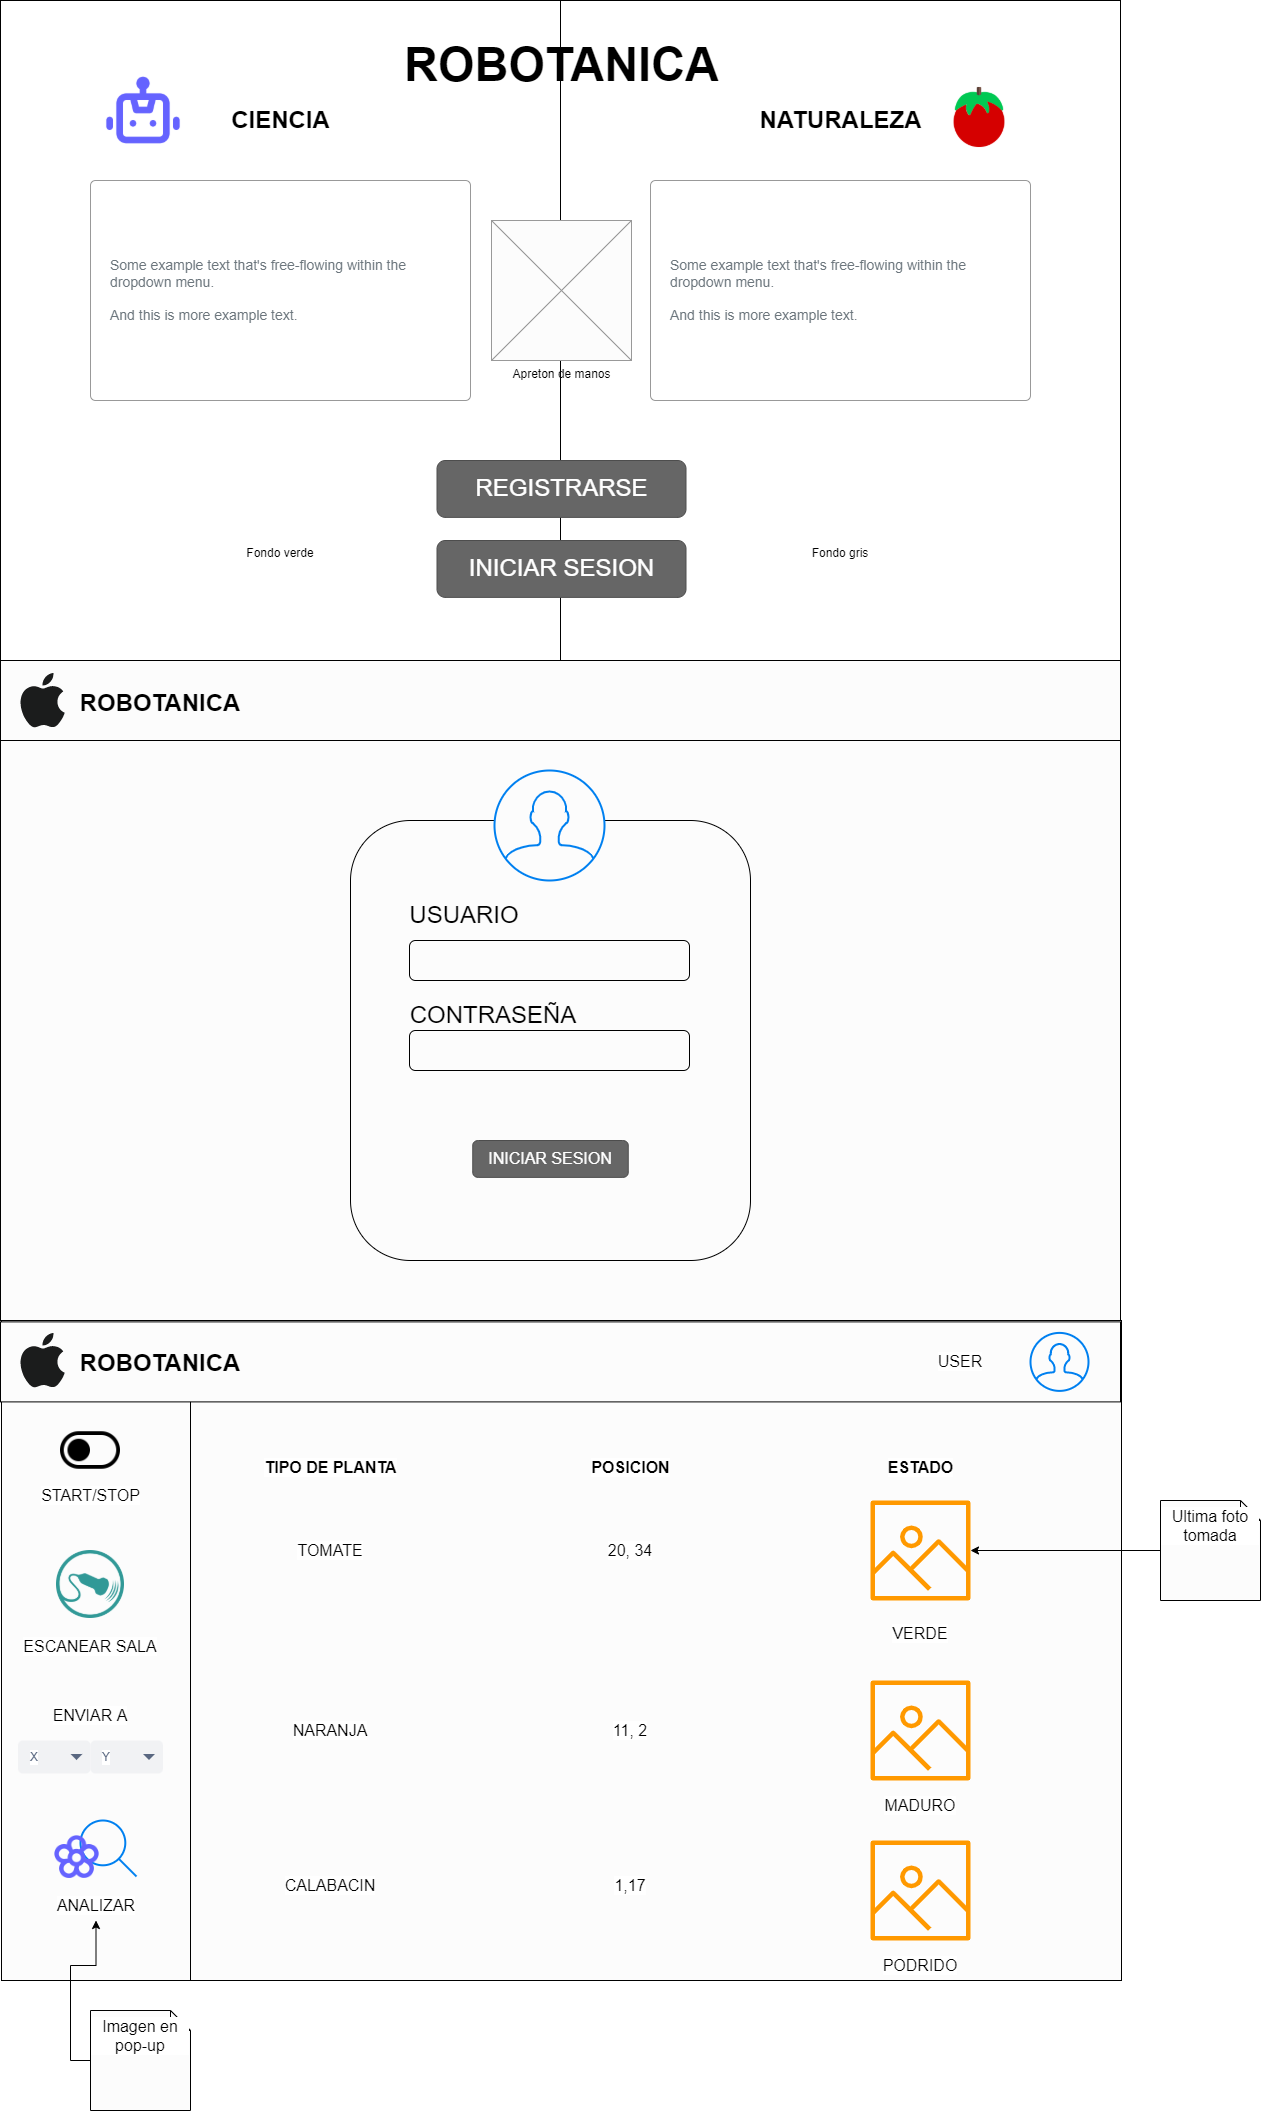 ROBOTANICA
CIENCIA
NATURALEZA
Some example text that's free-flowing within the
dropdown menu.
And this is more example text.
Apreton de manos
Some example text that's free-flowing within the
dropdown menu.
And this is more example text.
REGISTRARSE
Fondo verde
INICIAR SESION
Fondo gris
ROBOTANICA
USUARIO
CONTRASEÑA
INICIAR SESION
ROBOTANICA
USER
START/STOP
ESCANEAR SALA
ENVIAR A
X
Y
ANALIZAR
TIPO DE PLANTA
POSICION
ESTADO
TOMATE
20, 34
VERDE
NARANJA
11, 2
MADURO
CALABACIN
1,17
PODRIDO
Ultima foto
tomada
Imagen en
pop-up